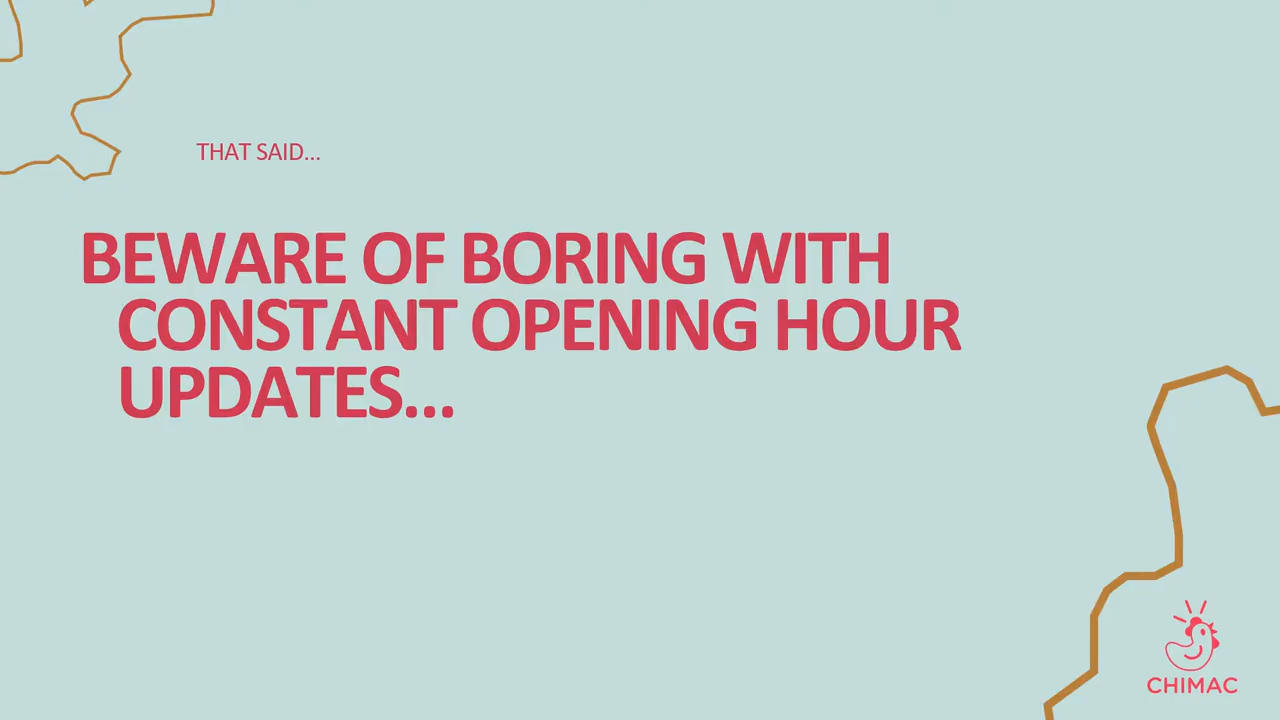 THAT SAID...
BEWARE OF BORING WITH
CONSTANT OPENING HOUR
UPDATES...
CHIMAC